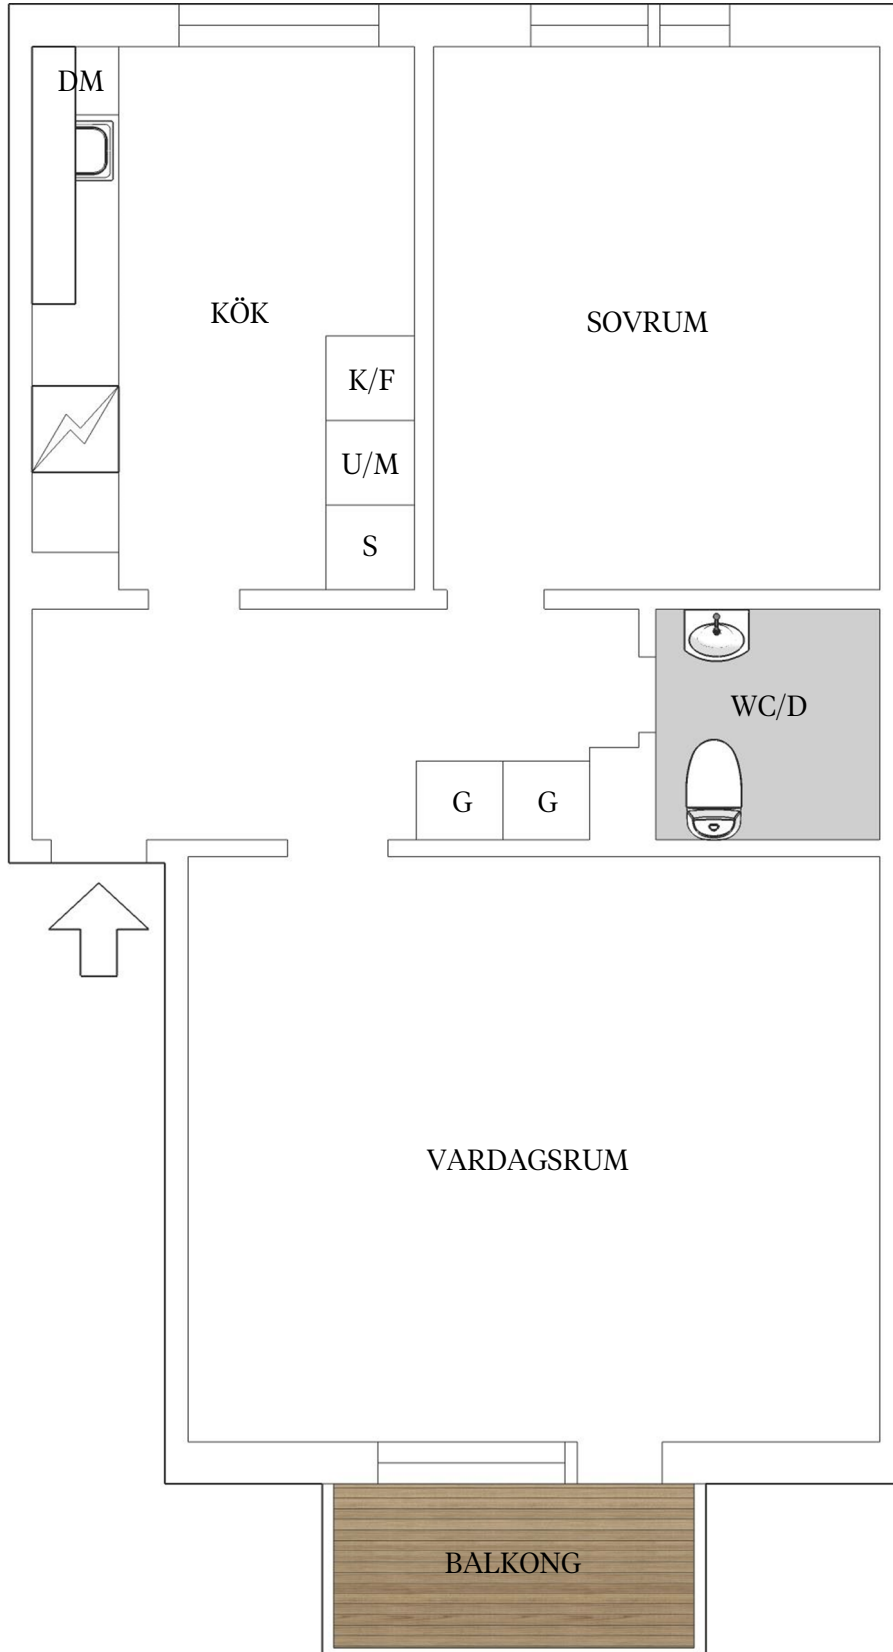 DM
KÖK
SOVRUM
K/F
U/M
S
WC/D
G
G
VARDAGSRUM
BALKONG